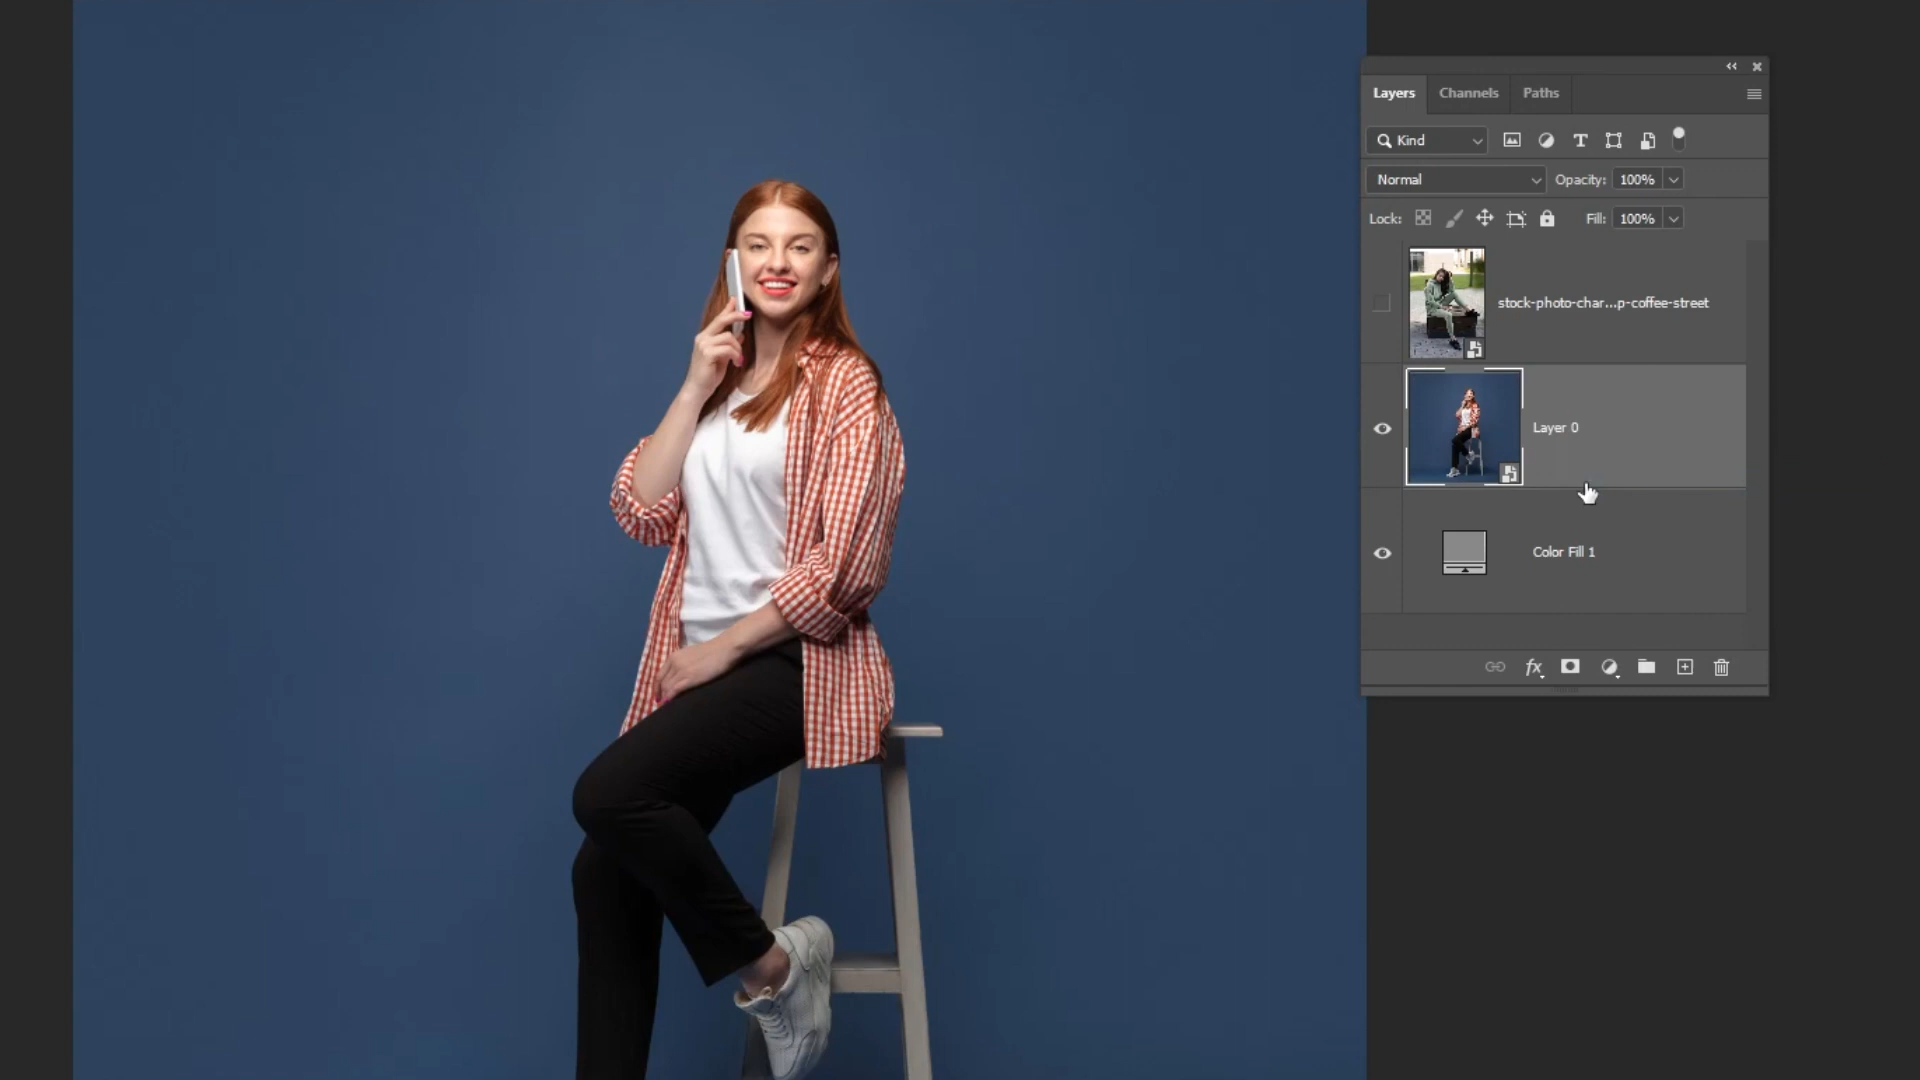 Layers Channels Paths
Kind
Normal Opacity: 100%
Lock: Fill: 100%
stock-photo-char...p-coffee-street
Layer 0
Color Fill 1
fx